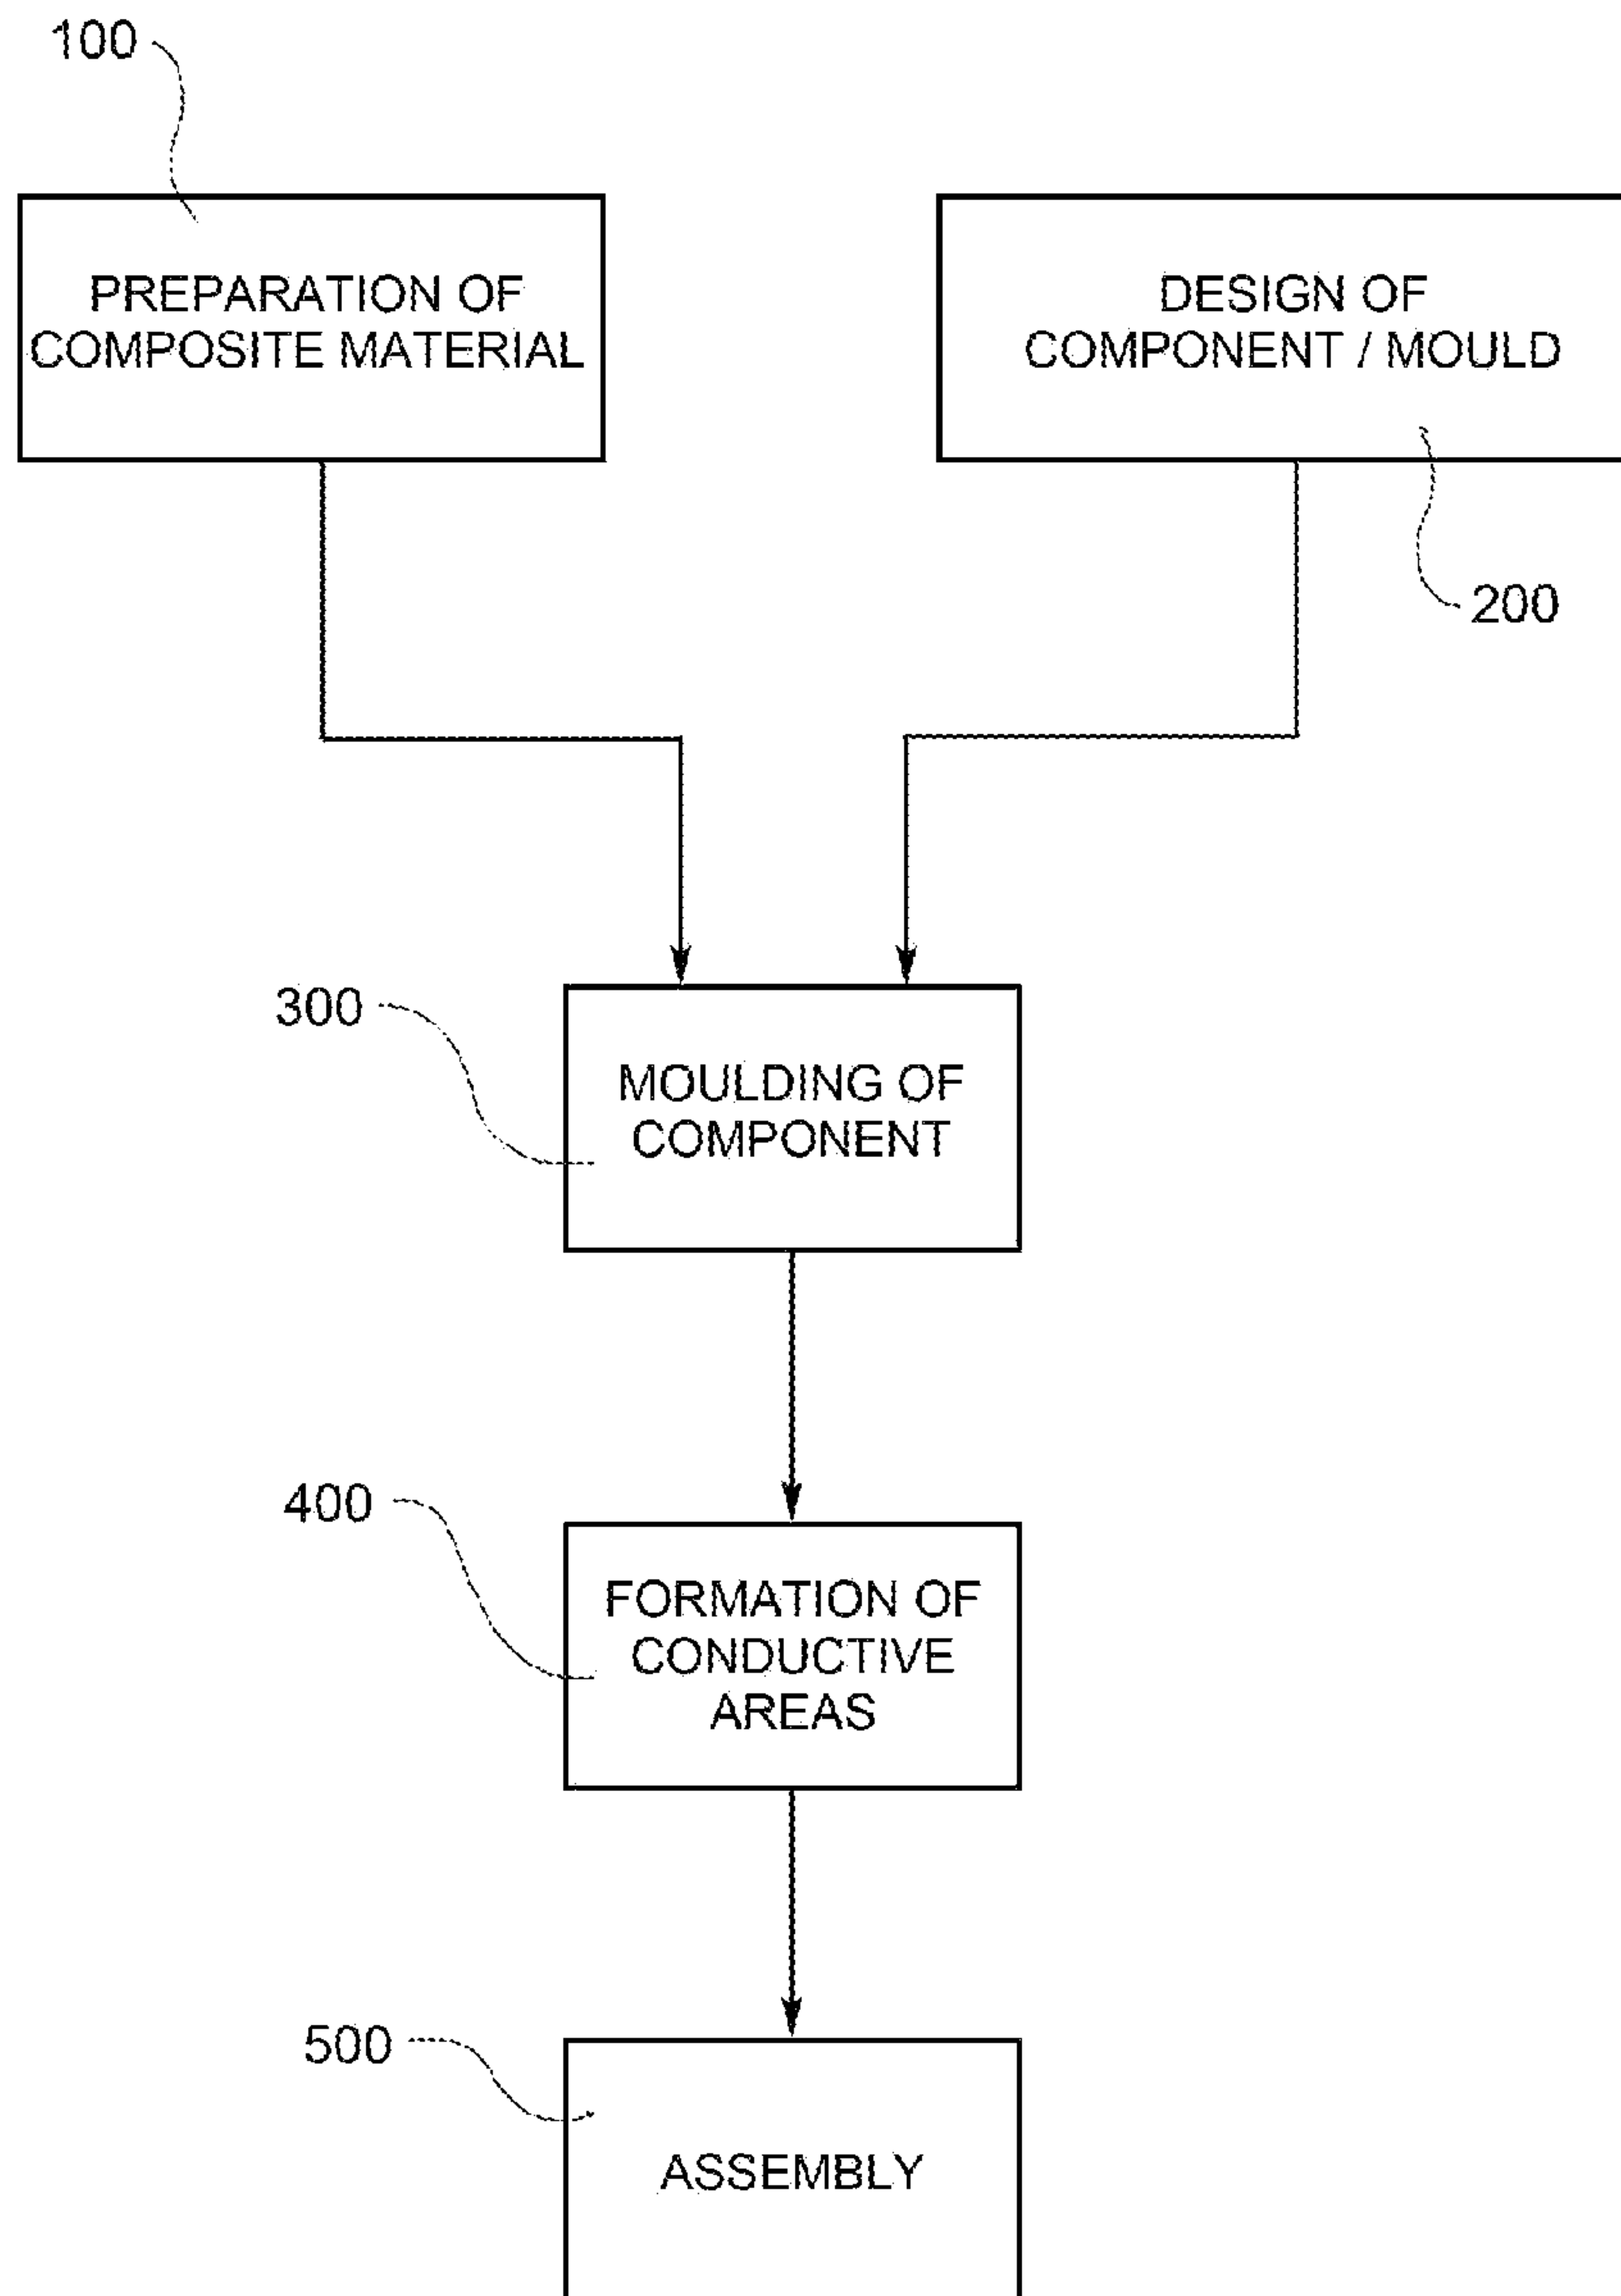 100
PREPARATION OF
COMPOSITE MATERIAL
DESIGN OF
COMPONENT / MOULD
200
300
MOULDING OF
COMPONENT
400
FORMATION OF
CONDUCTIVE
AREAS
500
ASSEMBLY